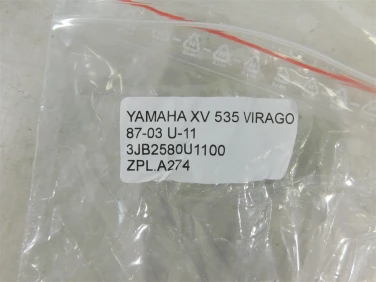 YAMAHA XV 535 VIRAGO
87-03 U-11
3JB2580U1100
ZPL.A274